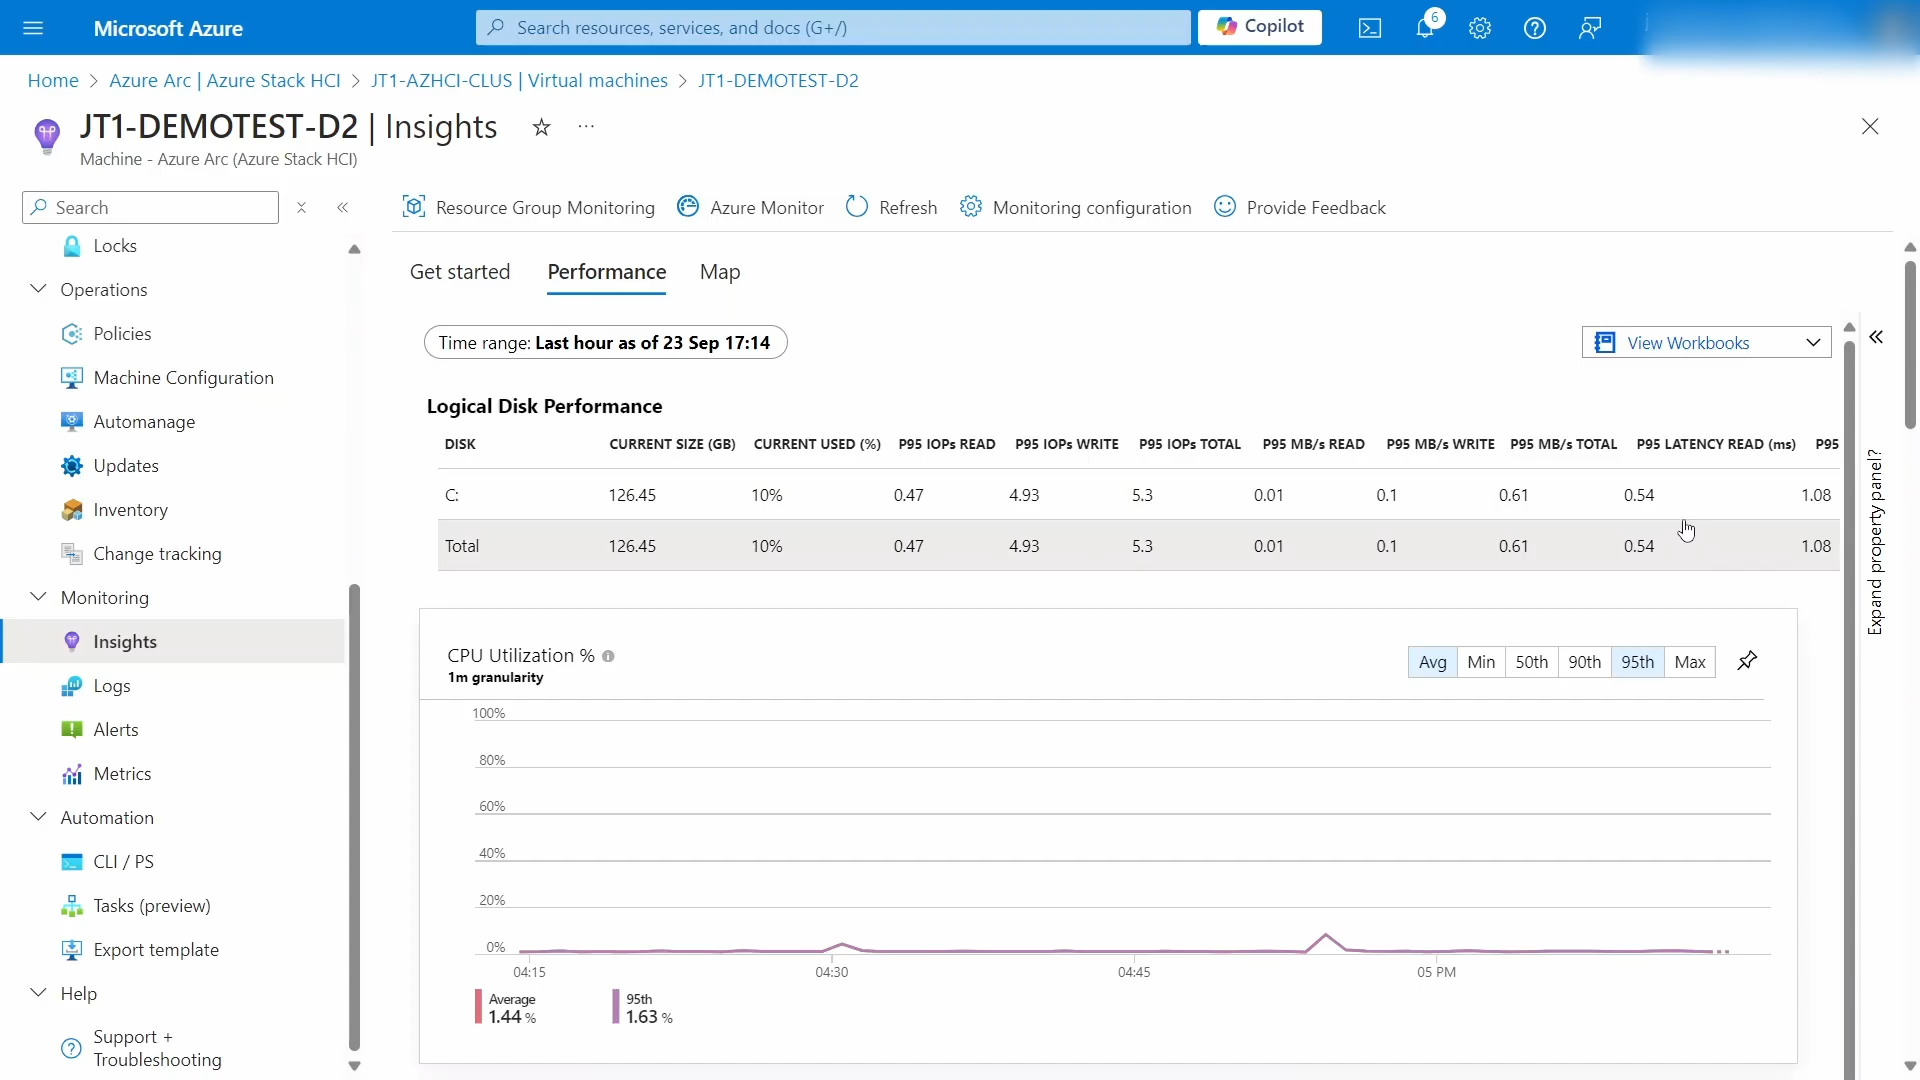 Microsoft Azure
Search resources, services, and docs (G+/)
Copilot
6
Home > Azure Arc | Azure Stack HCI > JT1-AZHCI-CLUS | Virtual machines > JT1-DEMOTEST-D2
JT1-DEMOTEST-D2 | Insights
Machine - Azure Arc (Azure Stack HCI)
Search
Locks
Operations
Policies
Machine Configuration
Automanage
Updates
Inventory
Change tracking
Monitoring
Insights
Logs
Alerts
Metrics
Automation
CLI / PS
Tasks (preview)
Export template
Help
Support +
Troubleshooting
Resource Group Monitoring Azure Monitor Refresh Monitoring configuration Provide Feedback
Get started Performance Map
Time range: Last hour as of 23 Sep 17:14
View Workbooks
Expand property panel?
Logical Disk Performance
DISK CURRENT SIZE (GB) CURRENT USED (%) P95 IOPs READ P95 IOPs WRITE P95 IOPs TOTAL P95 MB/s READ P95 MB/s WRITE P95 MB/s TOTAL P95 LATENCY READ (ms) P95
C: 126.45 10% 0.47 4.93 5.3 0.01 0.1 0.61 0.54 1.08
Total 126.45 10% 0.47 4.93 5.3 0.01 0.1 0.61 0.54 1.08
CPU Utilization %
1m granularity
Avg Min 50th 90th 95th Max
100%
80%
60%
40%
20%
0%
04:15 04:30 04:45 05 PM
Average 95th
1.44 % 1.63 %